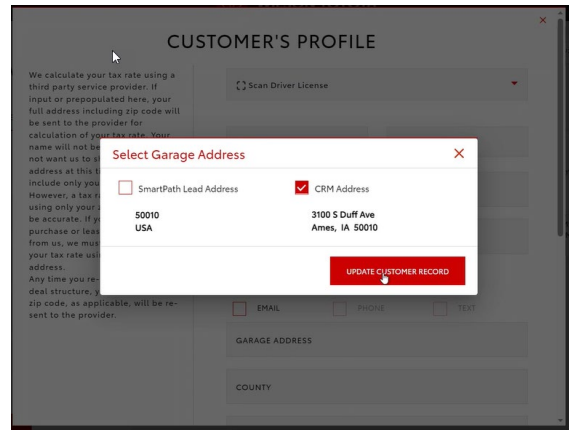 CUSTOMER'S PROFILE
We calculate your tax rate using a
third party service provider. If
input or prepopulated here, your
full address including zip code will
be sent to the provider for
calculation of your tax rate. Your
name will not be
not want us to
address at this
include only you
However, a tax
using only your
be accurate. If
purchase or leas
from us, we mus
your tax rate usi
address.
Any time you re-
deal structure,
zip code, as applicable, will be re-
sent to the provider.
Scan Driver License
Select Garage Address
SmartPath Lead Address
50010
USA
CRM Address
3100 S Duff Ave
Ames, IA 50010
UPDATE CUSTOMER RECORD
EMAIL
PHONE
TEXT
GARAGE ADDRESS
COUNTY